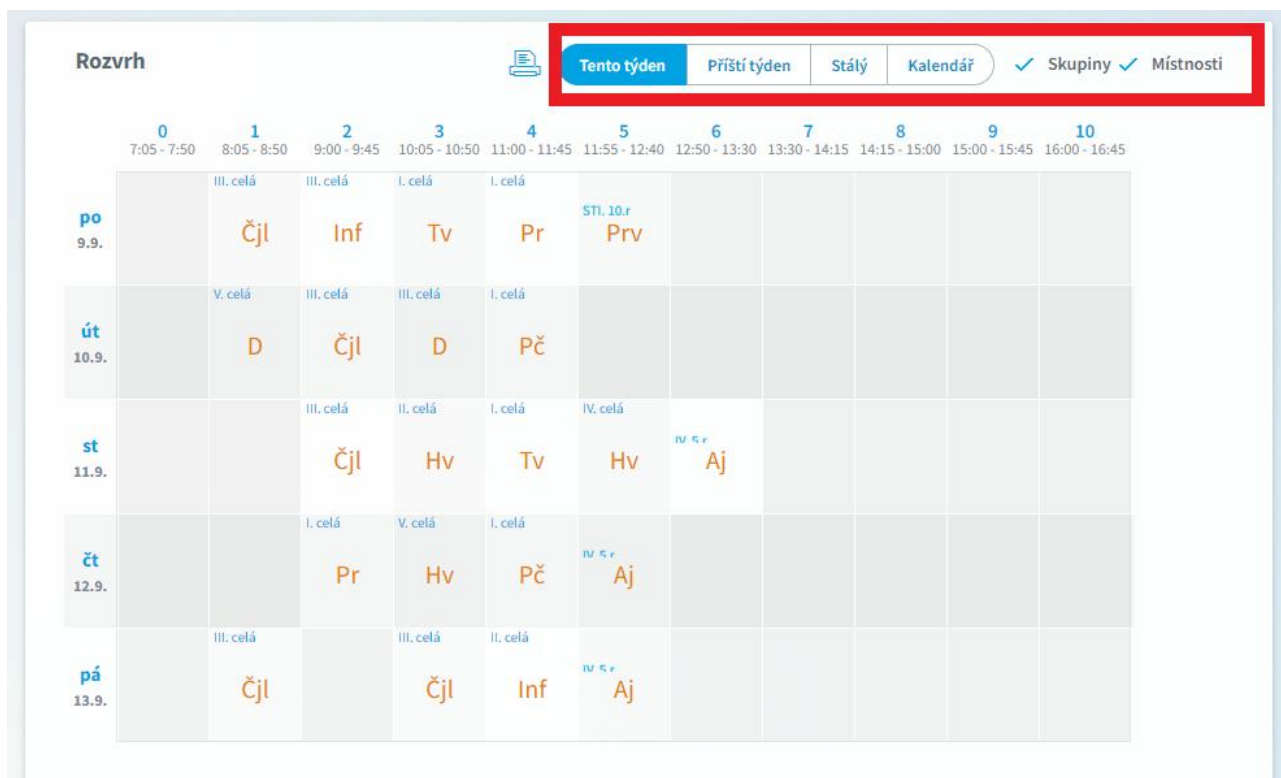 Rozvrh Tento týden Příští týden Stálý Kalendář Skupiny Místnosti
0 1 2 3 4 5 6 7 8 9 10
7:05 - 7:50 8:05 - 8:50 9:00 - 9:45 10:05 - 10:50 11:00 - 11:45 11:55 - 12:40 12:50 - 13:30 13:30 - 14:15 14:15 - 15:00 15:00 - 15:45 16:00 - 16:45
III. celá III. celá I. celá I. celá
STI. 10.r
po Čjl Inf Tv Pr Prv
9.9.
V. celá III. celá III. celá I. celá
út D Čjl D Pč
10.9.
III. celá II. celá I. celá IV. celá
IV. 5.r
st Čjl Hv Tv Hv Aj
11.9.
I. celá V. celá I. celá
IV. 5.r
čt Pr Hv Pč Aj
12.9.
III. celá III. celá II. celá
IV. 5.r
pá Čjl Čjl Inf Aj
13.9.